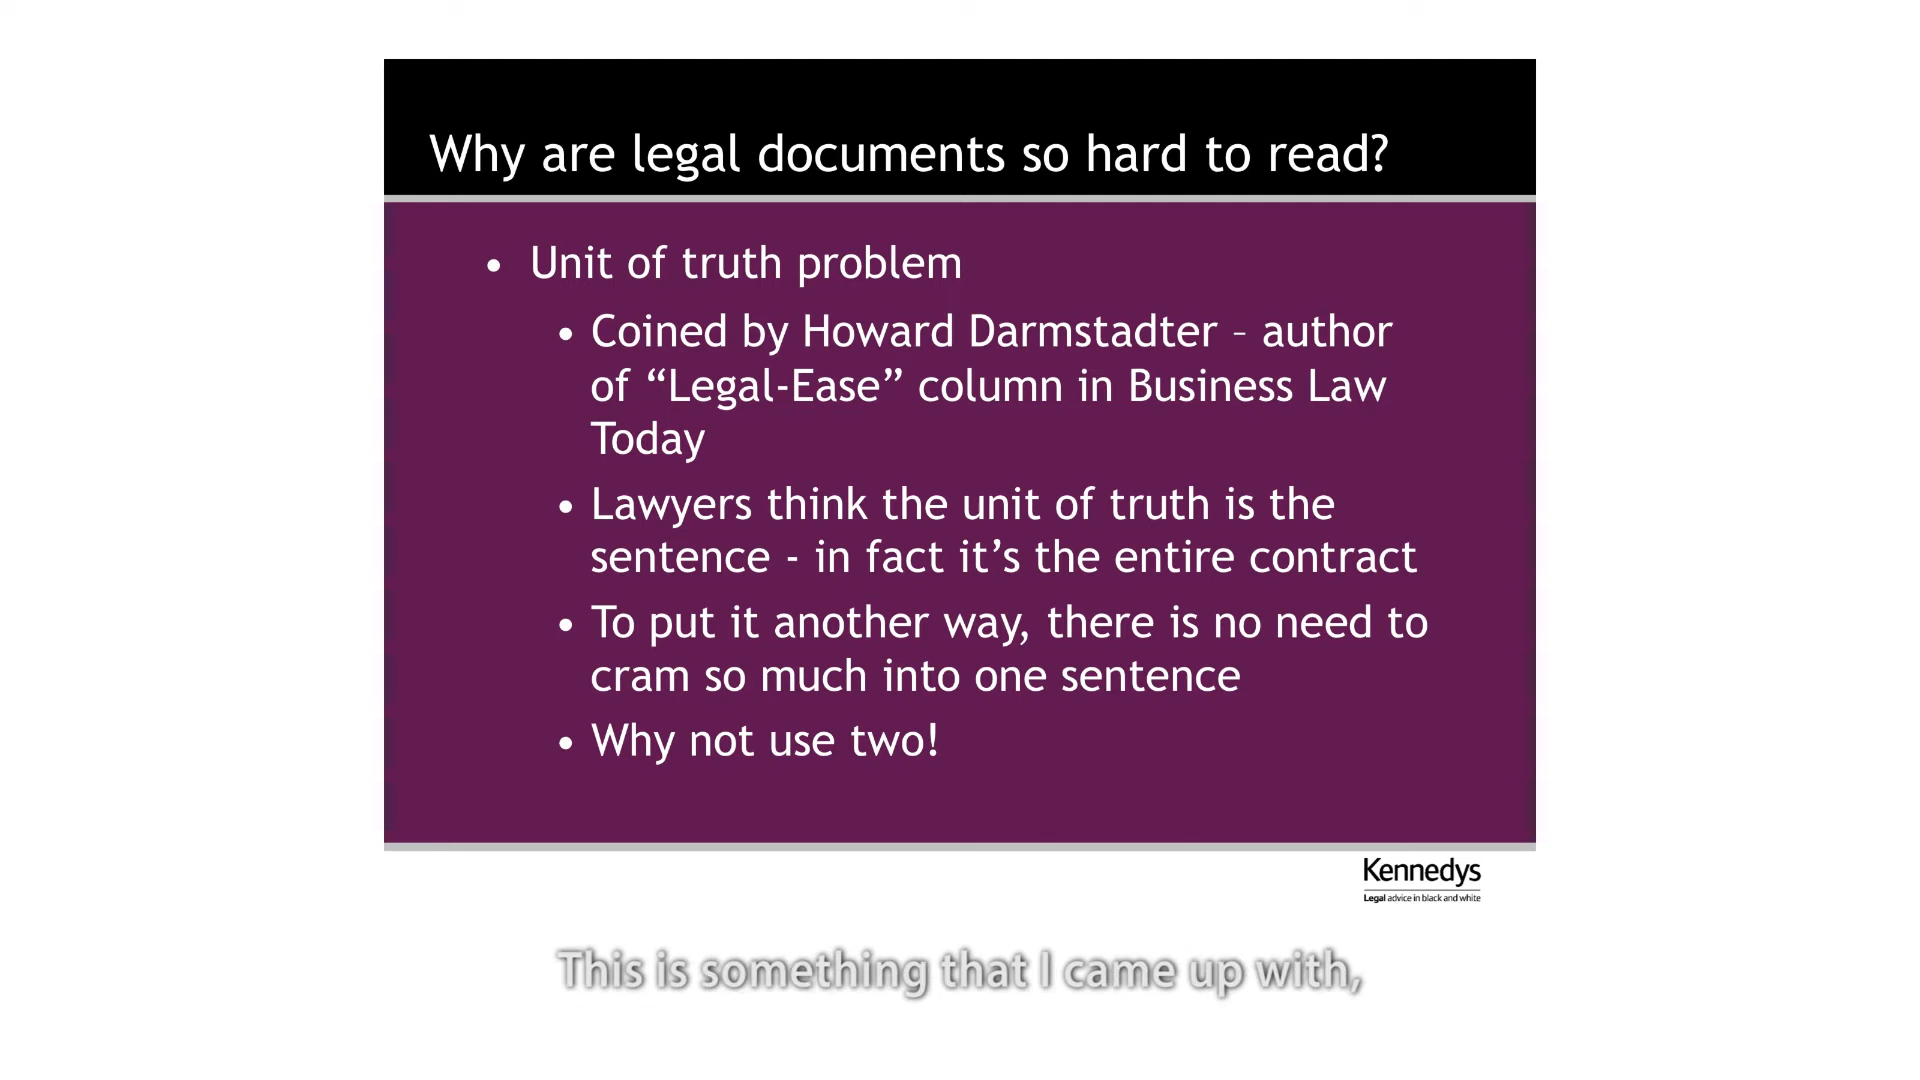 Why are legal documents so hard to read?
• Unit of truth problem
• Coined by Howard Darmstadter – author
of “Legal-Ease” column in Business Law
Today
• Lawyers think the unit of truth is the
sentence - in fact it’s the entire contract
• To put it another way, there is no need to
cram so much into one sentence
• Why not use two!
Kennedys
Legal advice in black and white
This is something that I came up with,